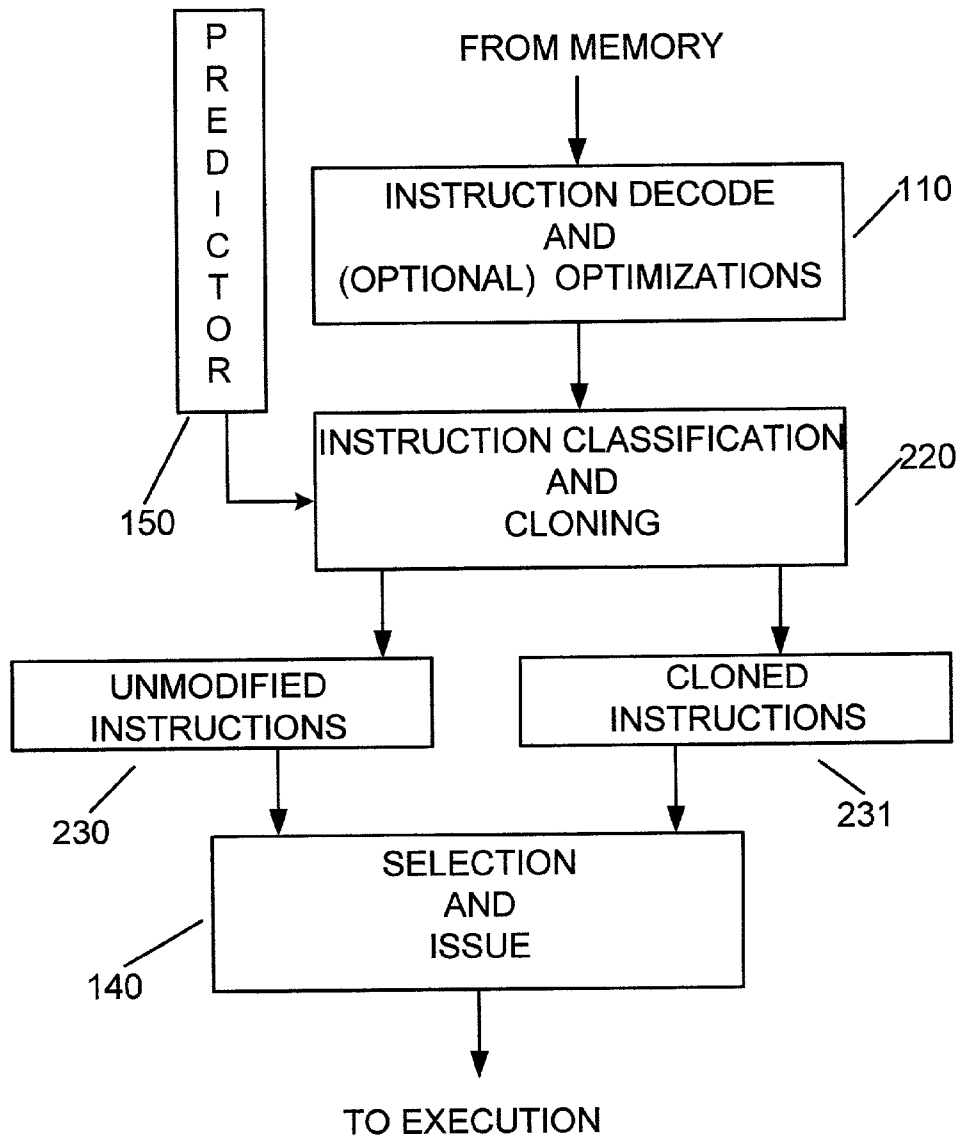 PREDICTOR
FROM MEMORY
INSTRUCTION DECODE
AND
(OPTIONAL) OPTIMIZATIONS
110
INSTRUCTION CLASSIFICATION
AND
CLONING
220
150
UNMODIFIED
INSTRUCTIONS
CLONED
INSTRUCTIONS
230
231
SELECTION
AND
ISSUE
140
TO EXECUTION